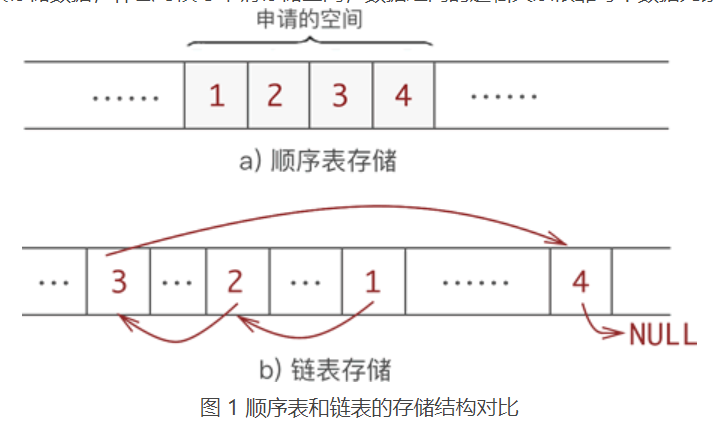 申请的空间
...... 1 2 3 4 ......
a) 顺序表存储
... 3 ... 2 ... 1 ...... 4
NULL
b) 链表存储
图 1 顺序表和链表的存储结构对比